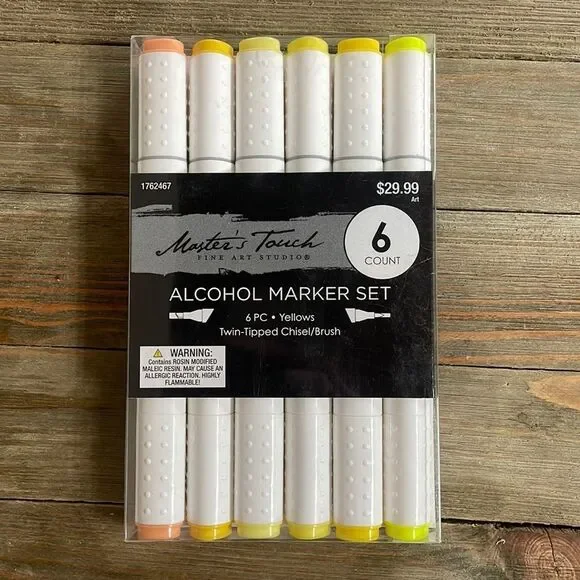 1762467
$29.99
Art
Master's Touch
FINE ART STUDIO®
6
COUNT
ALCOHOL MARKER SET
6 PC • Yellows
Twin-Tipped Chisel/Brush
WARNING:
Contains ROSIN MODIFIED
MALEIC RESIN. MAY CAUSE AN
ALLERGIC REACTION. HIGHLY
FLAMMABLE!